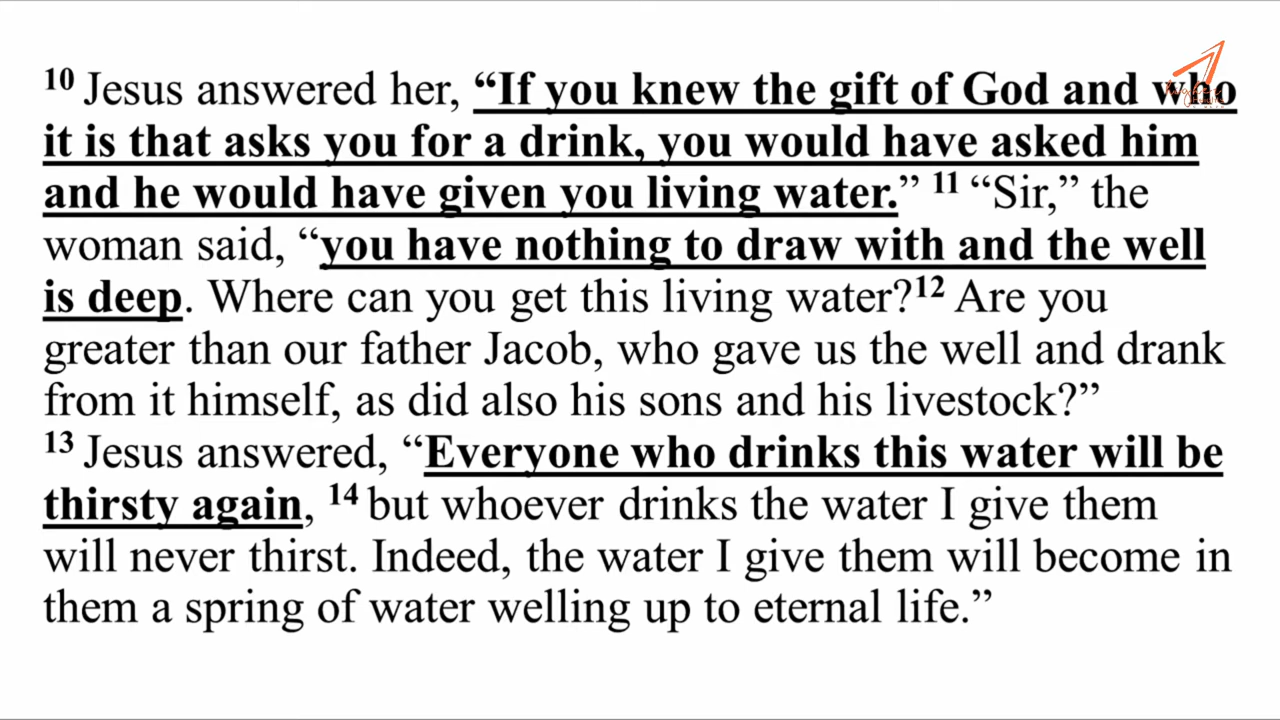 10 Jesus answered her, “If you knew the gift of God and who
it is that asks you for a drink, you would have asked him
and he would have given you living water.” 11 “Sir,” the
woman said, “you have nothing to draw with and the well
is deep. Where can you get this living water?12 Are you
greater than our father Jacob, who gave us the well and drank
from it himself, as did also his sons and his livestock?”
13 Jesus answered, “Everyone who drinks this water will be
thirsty again, 14 but whoever drinks the water I give them
will never thirst. Indeed, the water I give them will become in
them a spring of water welling up to eternal life.”